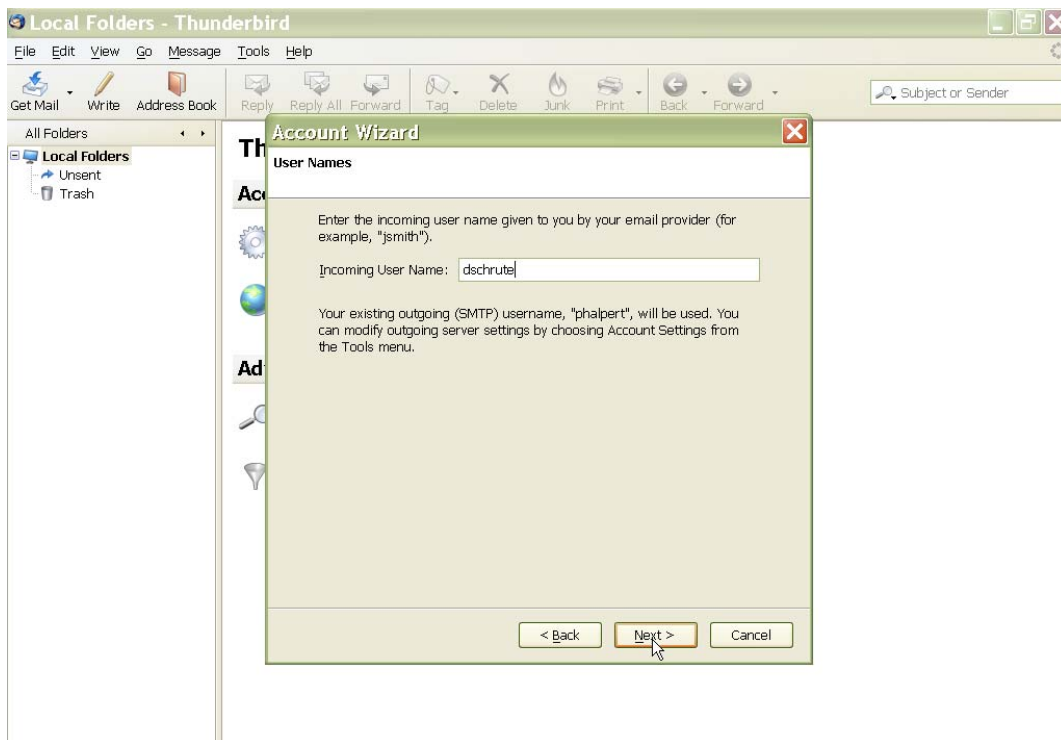 Local Folders - Thunderbird
File Edit View Go Message Tools Help
Get Mail Write Address Book Reply Reply All Forward Tag Delete Junk Print Back Forward Subject or Sender
All Folders
Local Folders
Unsent
Trash
Th
Acc
Ad
Account Wizard
User Names
Enter the incoming user name given to you by your email provider (for
example, "jsmith").
Incoming User Name: dschrute
Your existing outgoing (SMTP) username, "phalpert", will be used. You
can modify outgoing server settings by choosing Account Settings from
the Tools menu.
< Back Next > Cancel